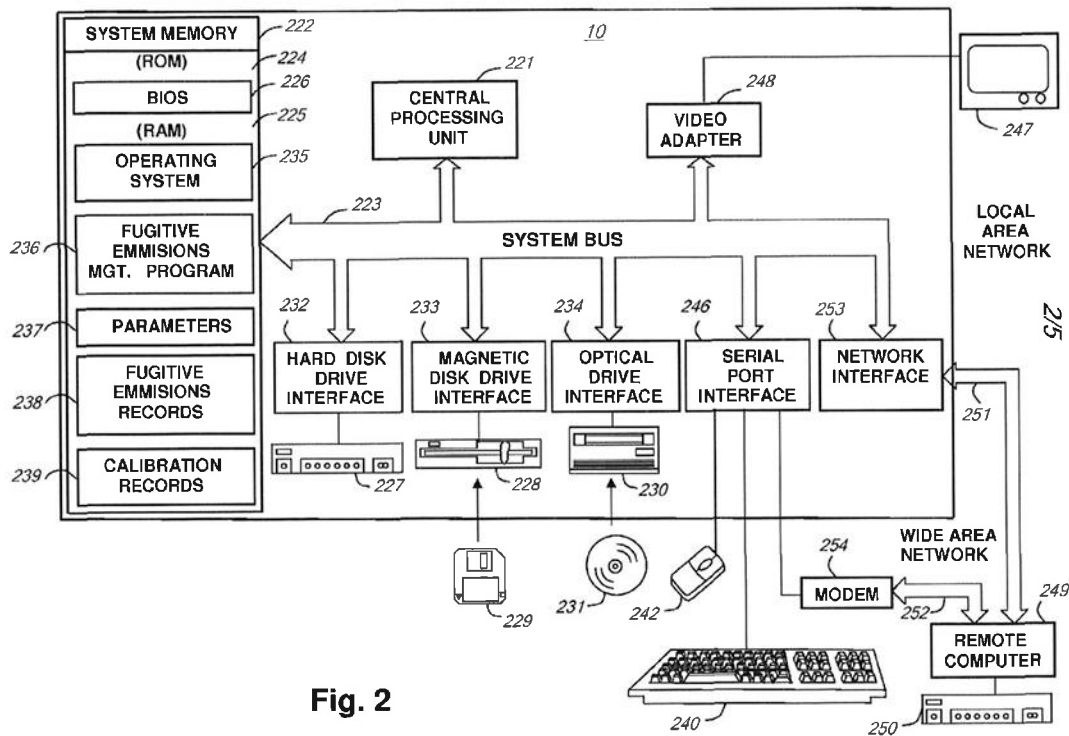 SYSTEM MEMORY
222
(ROM)
224
BIOS
226
(RAM)
225
OPERATING
SYSTEM
235
FUGITIVE
EMMISIONS
MGT. PROGRAM
236
PARAMETERS
237
FUGITIVE
EMMISIONS
RECORDS
238
CALIBRATION
RECORDS
239
10
221
CENTRAL
PROCESSING
UNIT
248
VIDEO
ADAPTER
247
223
SYSTEM BUS
LOCAL
AREA
NETWORK
2/5
232
HARD DISK
DRIVE
INTERFACE
233
MAGNETIC
DISK DRIVE
INTERFACE
234
OPTICAL
DRIVE
INTERFACE
246
SERIAL
PORT
INTERFACE
253
NETWORK
INTERFACE
251
227
228
230
229
231
242
WIDE AREA
NETWORK
254
MODEM
252
249
REMOTE
COMPUTER
250
240
Fig. 2